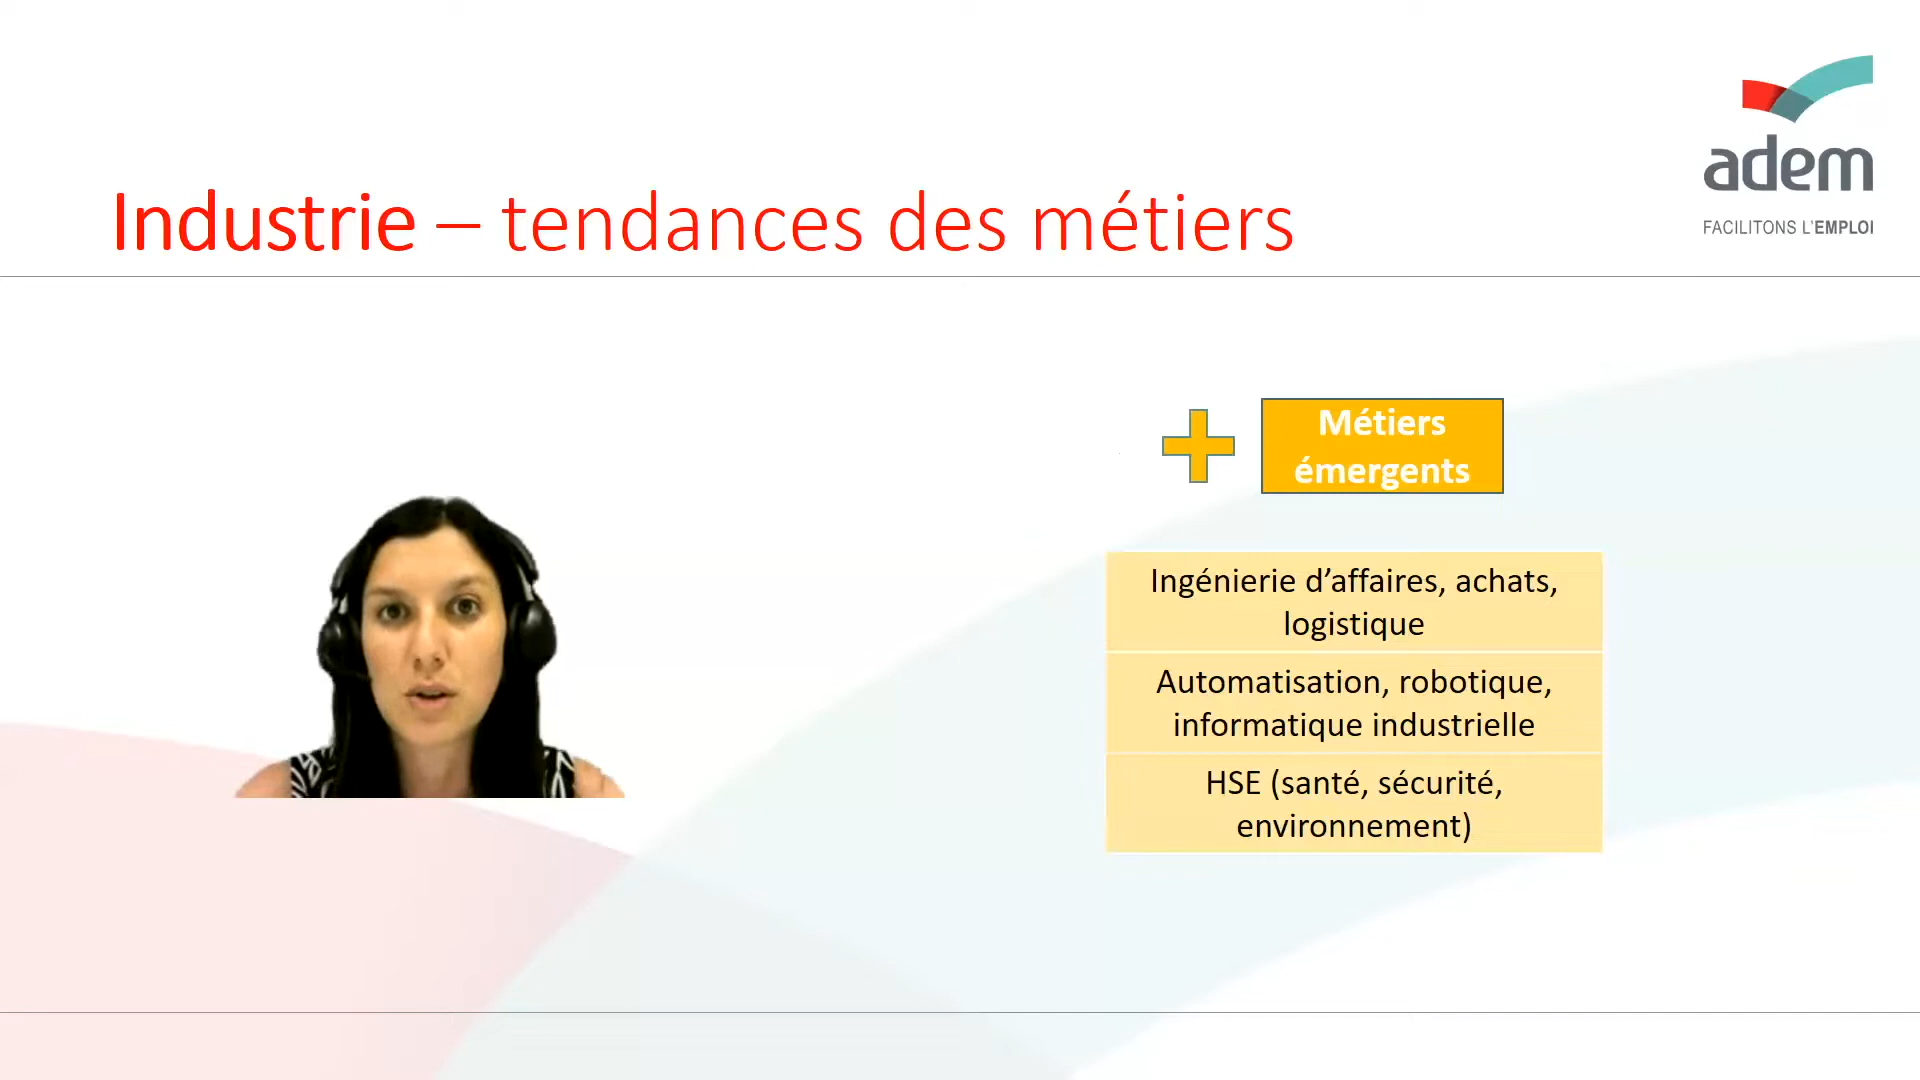 adem
FACILITONS L'EMPLOI
Industrie – tendances des métiers
Métiers
émergents
Ingénierie d’affaires, achats,
logistique
Automatisation, robotique,
informatique industrielle
HSE (santé, sécurité,
environnement)